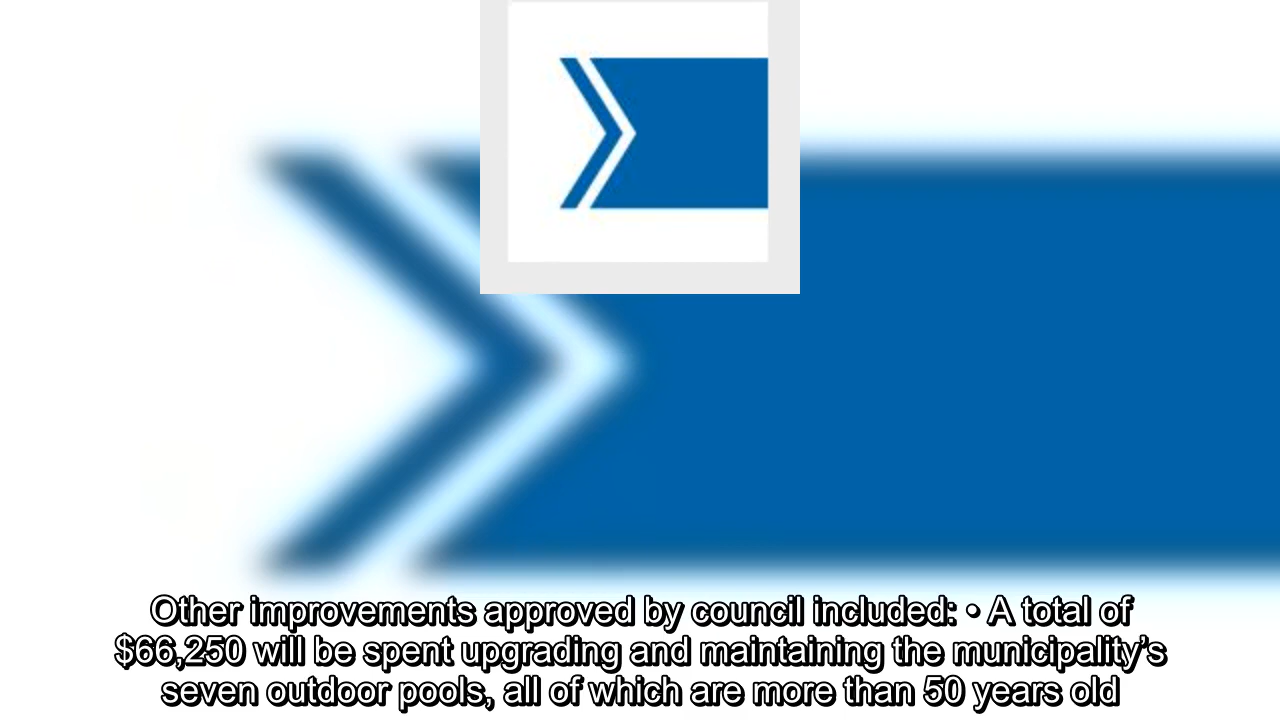 Other improvements approved by council included: • A total of
$66,250 will be spent upgrading and maintaining the municipality’s
seven outdoor pools, all of which are more than 50 years old